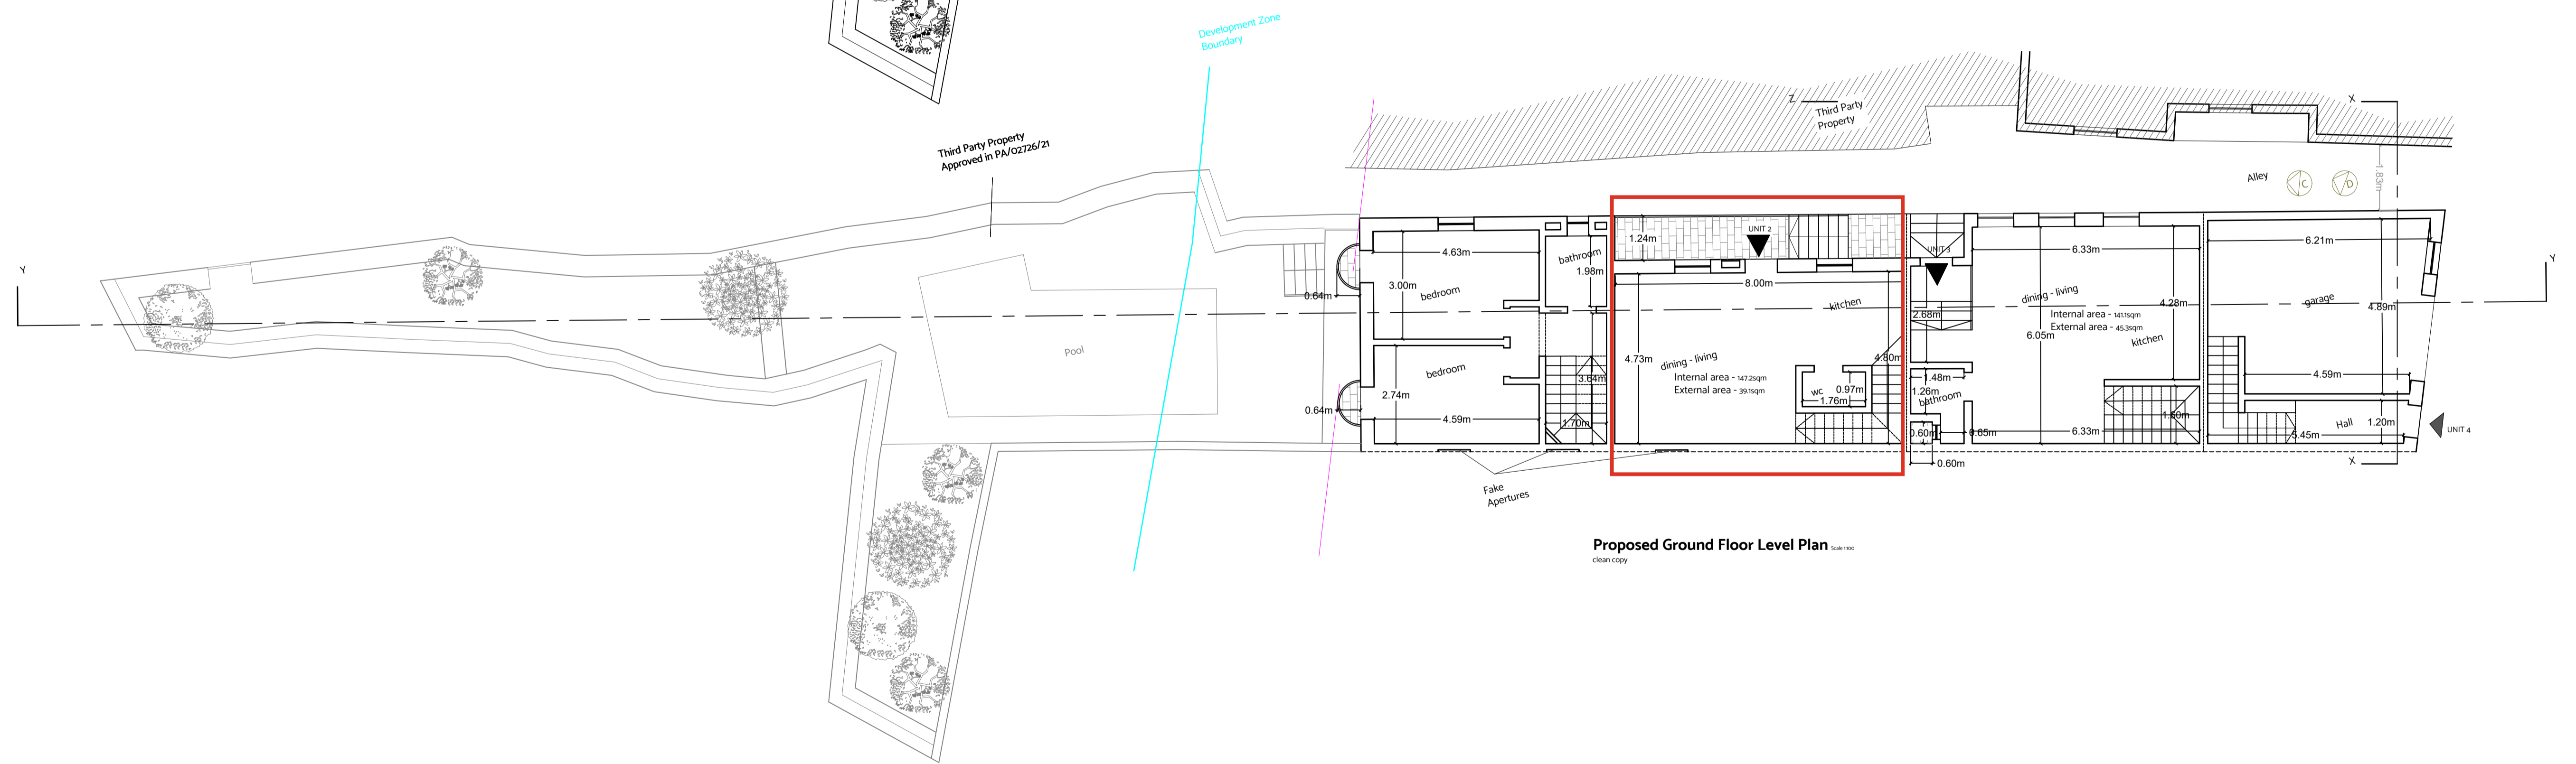 Development Zone
Boundary
Third Party Property
Approved in PA/02726/21
Z
Third Party
Property
X
Alley
C
D
1.83m
Y
Y
UNIT 2
1.24m
UNIT 3
6.33m
6.21m
4.63m
bathroom
1.98m
3.00m
bedroom
0.64m
8.00m
kitchen
dining - living
4.28m
garage
4.89m
2.68m
Internal area - 141.1sqm
External area - 45.3sqm
6.05m
kitchen
Pool
4.73m
dining - living
4.80m
Internal area - 147.2sqm
External area - 39.1sqm
bedroom
3.64m
1.48m
4.59m
2.74m
wc
0.97m
1.76m
1.26m
bathroom
0.64m
4.59m
1.70m
0.60m
0.65m
6.33m
1.60m
5.45m
Hall
1.20m
UNIT 4
X
0.60m
Fake
Apertures
Proposed Ground Floor Level Plan Scale 1:100
clean copy